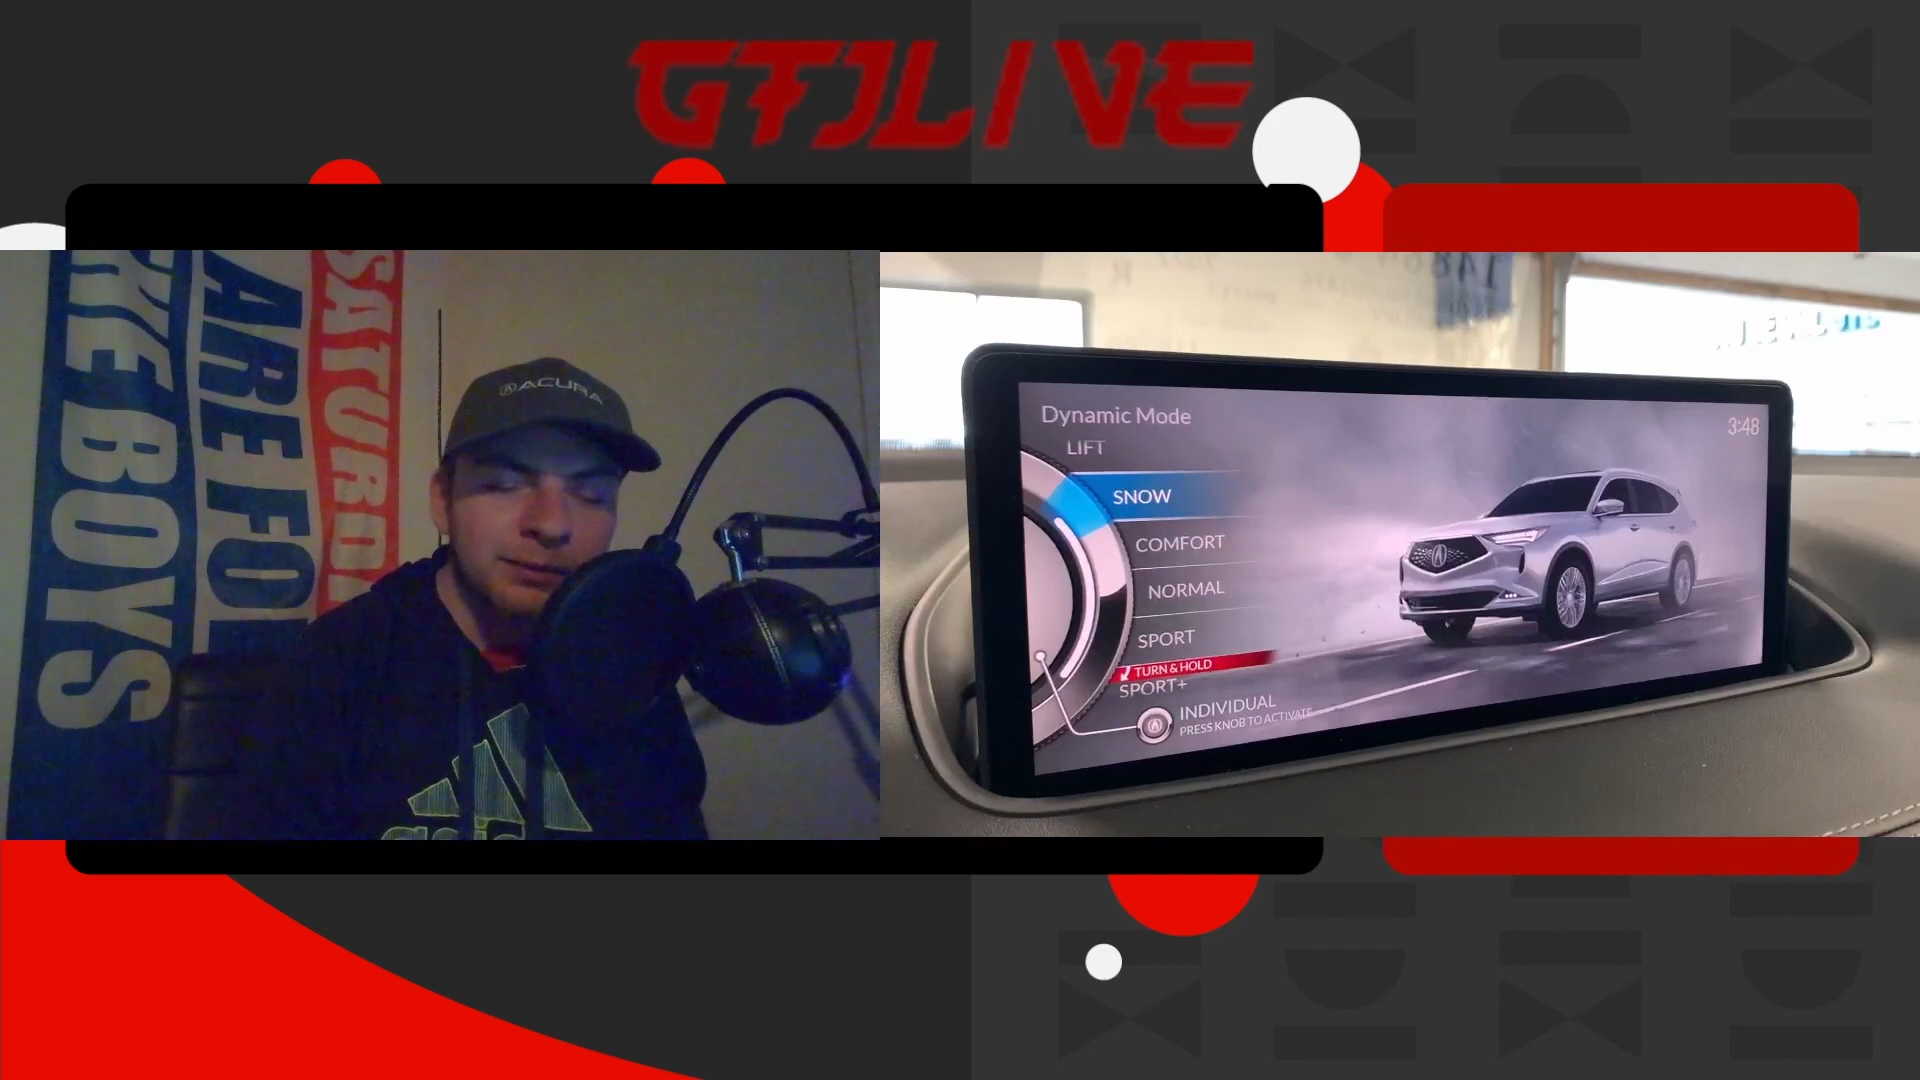 GTJLIVE
SATURD
ARE FO
THE BOYS
ACURA
Dynamic Mode
3:48
LIFT
SNOW
COMFORT
NORMAL
SPORT
TURN & HOLD
SPORT+
INDIVIDUAL
PRESS KNOB TO ACTIVATE